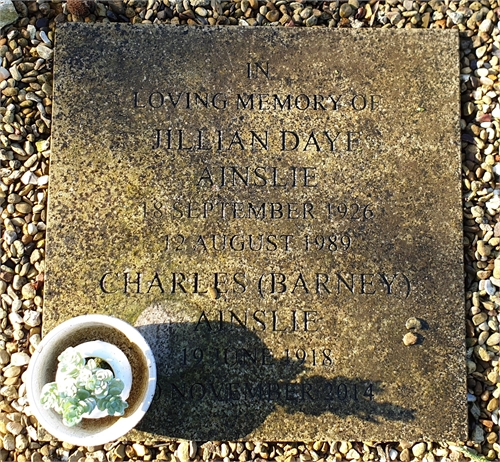 IN
LOVING MEMORY OF
JILLIAN DAYE
AINSLIE
18 SEPTEMBER 1926
12 AUGUST 1989
CHARLES (BARNEY)
AINSLIE
19 JUNE 1918
NOVEMBER 2014